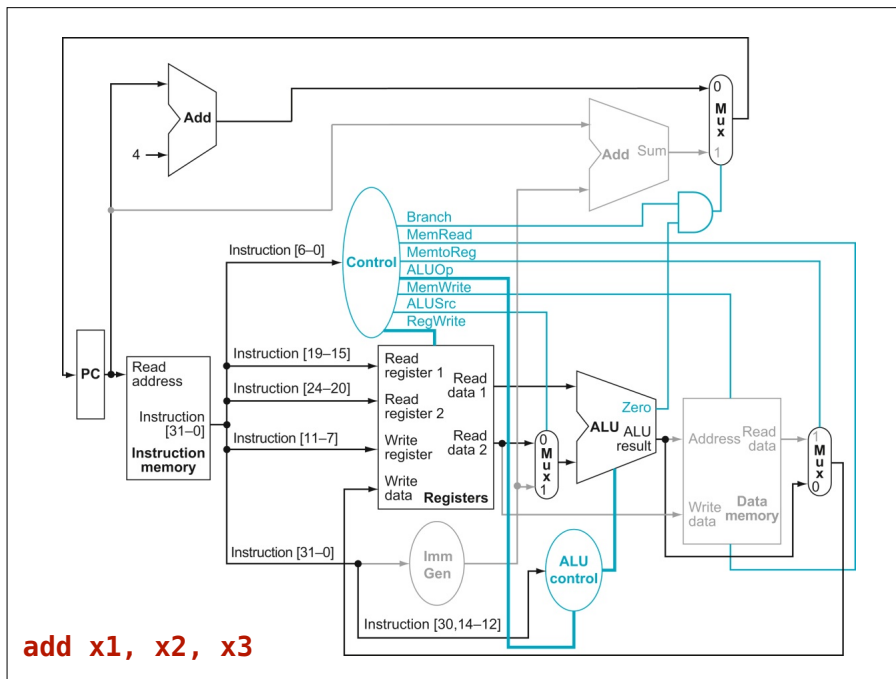 Add
4
Add Sum
0
Mux
1
Instruction [6–0]
Control
Branch
MemRead
MemtoReg
ALUOp
MemWrite
ALUSrc
RegWrite
PC
Read
address
Instruction
[31–0]
Instruction
memory
Instruction [19–15]
Instruction [24–20]
Instruction [11–7]
Instruction [31–0]
Read
register 1
Read
register 2
Write
register
Write
data
Read
data 1
Read
data 2
Registers
0
Mux
1
Zero
ALU
ALU
result
Address
Read
data
Write
data
Data
memory
1
Mux
0
Imm
Gen
ALU
control
Instruction [30,14–12]
add x1, x2, x3